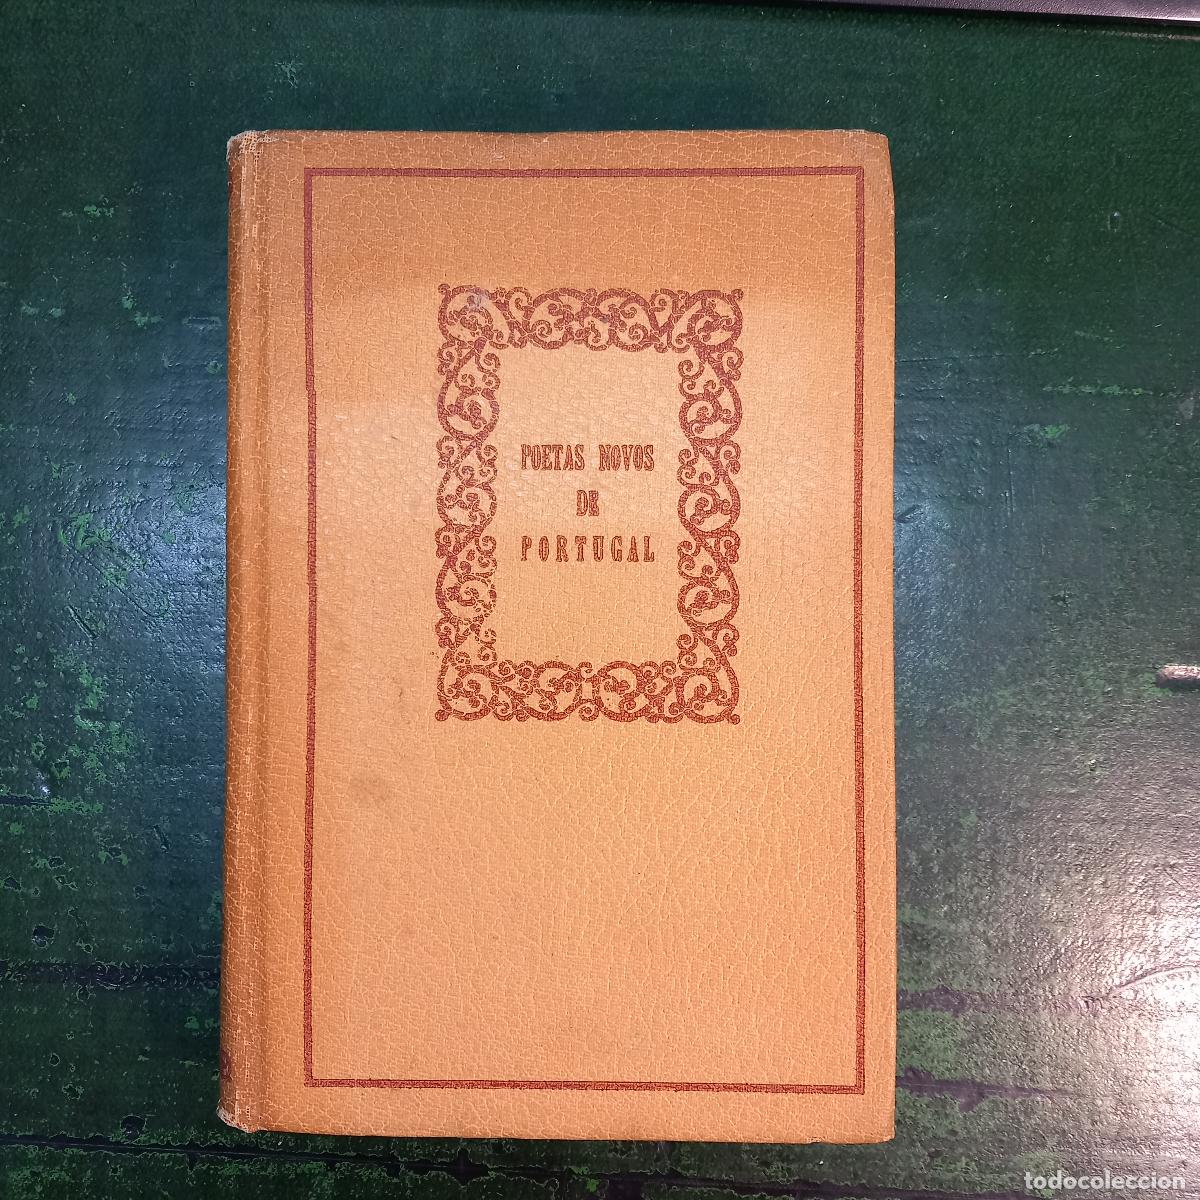 POETAS NOVOS
DE
PORTUGAL
todocoleccion